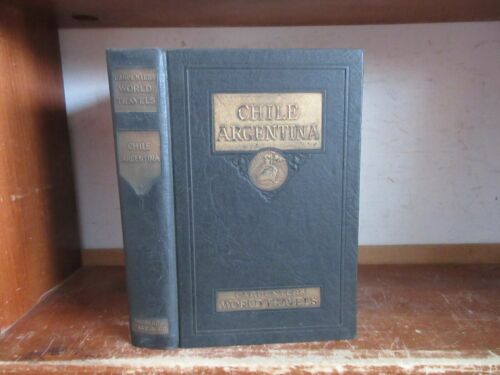 CARPENTER'S
WORLD
TRAVELS
CHILE
ARGENTINA
CHILE
ARGENTINA
CARPENTER'S
WORLD TRAVELS